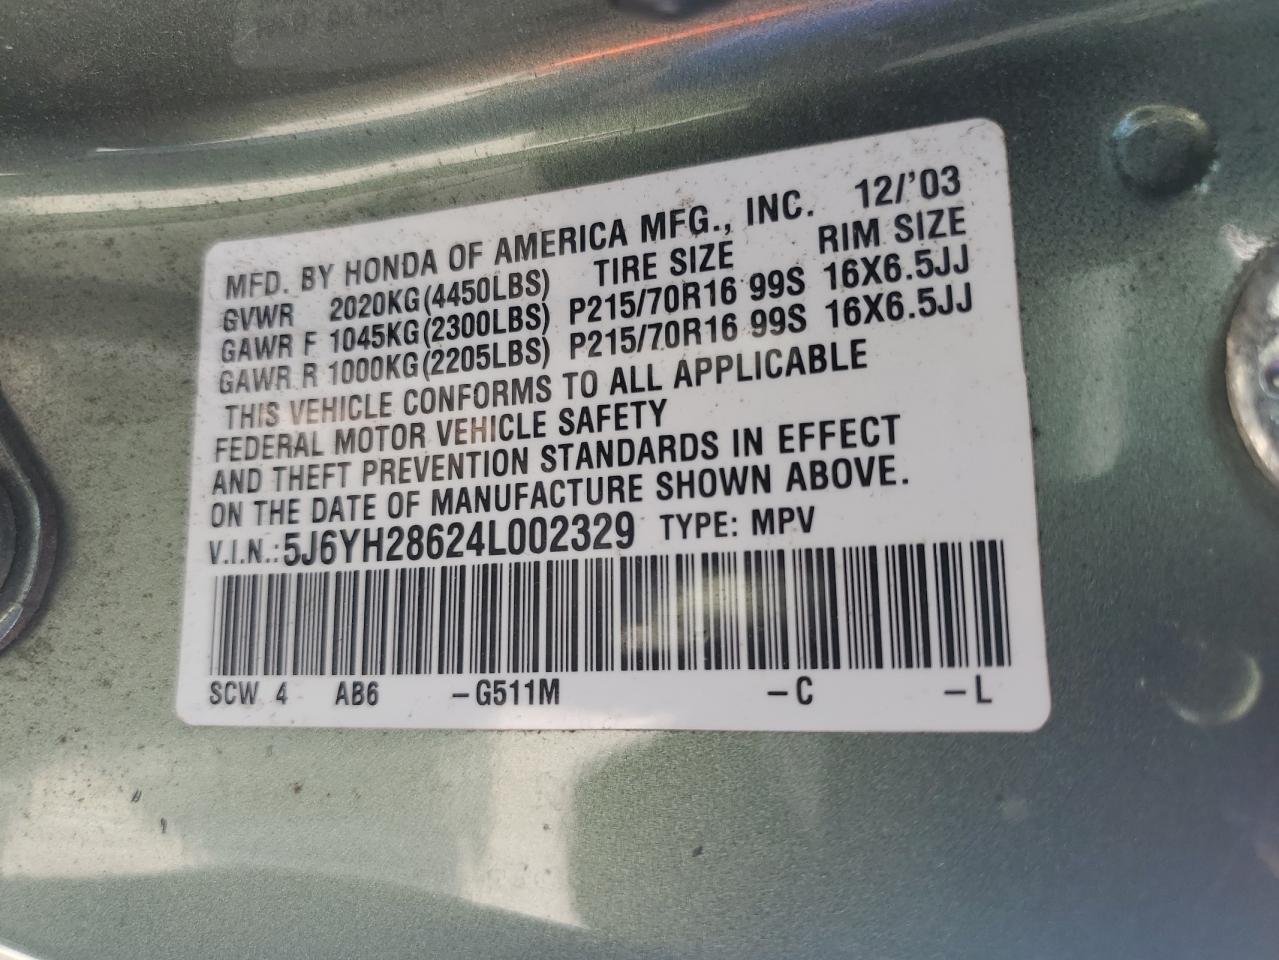 MFD. BY HONDA OF AMERICA MFG., INC. 12/'03
GVWR 2020KG(4450LBS) TIRE SIZE RIM SIZE
GAWR F 1045KG(2300LBS) P215/70R16 99S 16X6.5JJ
GAWR R 1000KG(2205LBS) P215/70R16 99S 16X6.5JJ
THIS VEHICLE CONFORMS TO ALL APPLICABLE
FEDERAL MOTOR VEHICLE SAFETY
AND THEFT PREVENTION STANDARDS IN EFFECT
ON THE DATE OF MANUFACTURE SHOWN ABOVE.
V.I.N.: 5J6YH28624L002329 TYPE: MPV
SCW 4 AB6 -G511M -C -L